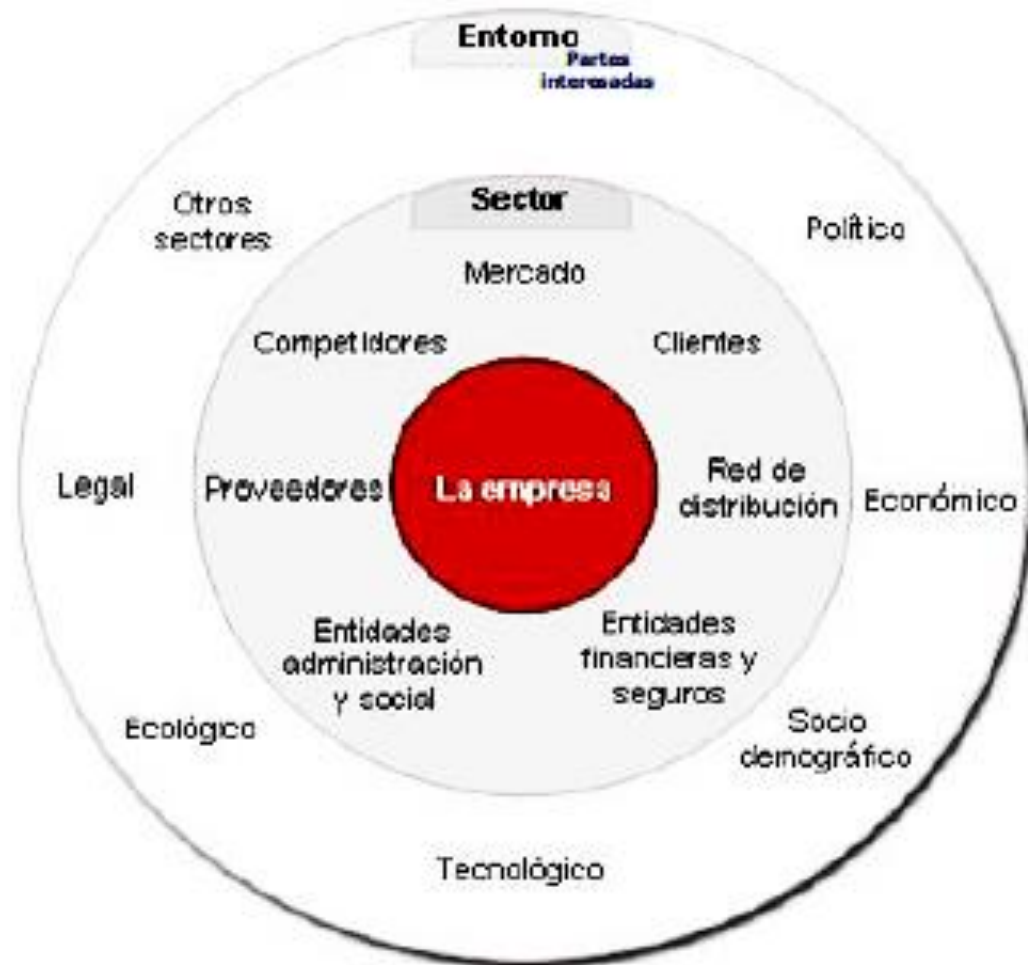 Entorno
Partes
interesadas
Otros
sectores
Político
Sector
Mercado
Competidores
Clientes
Legal
Proveedores
La empresa
Red de
distribución
Económico
Entidades
administración
y social
Entidades
financieras y
seguros
Ecológico
Socio
demográfico
Tecnológico